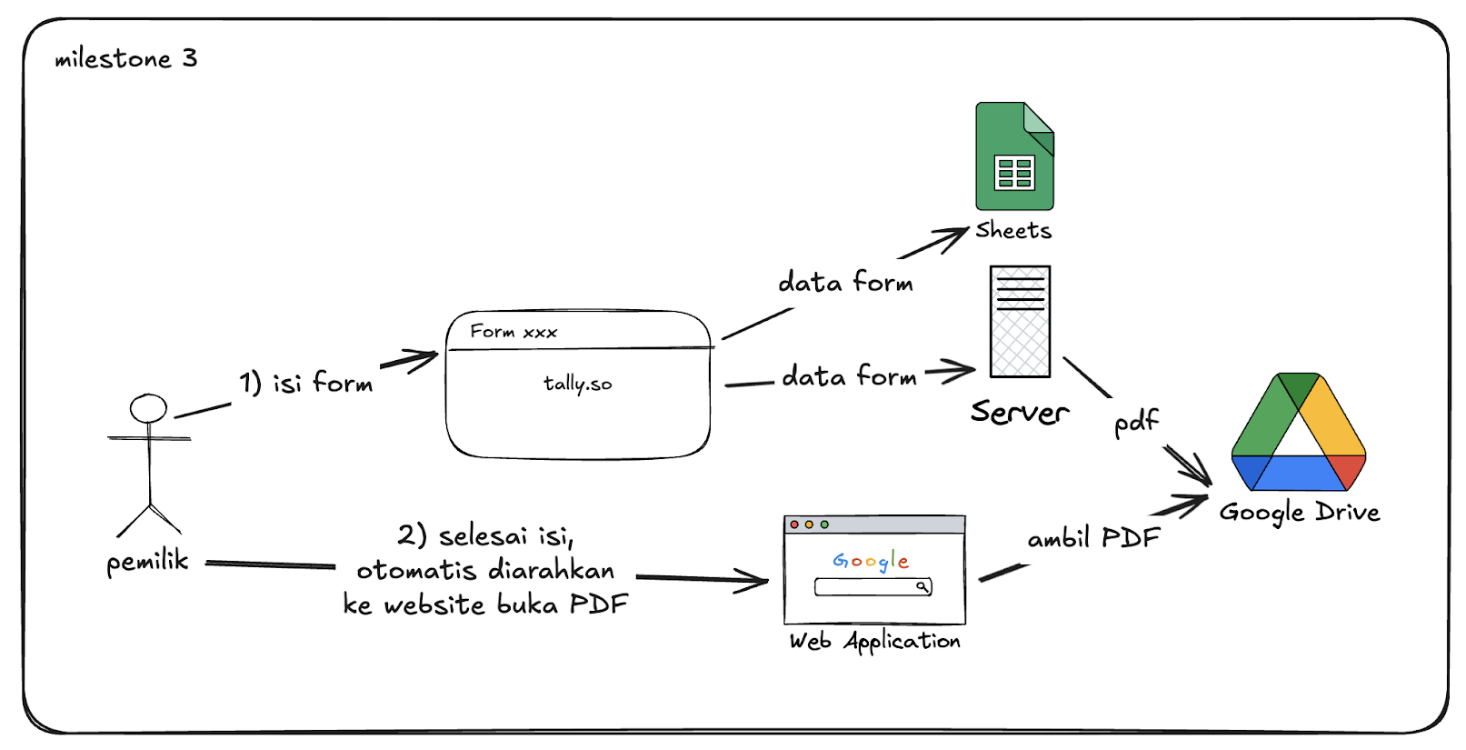 milestone 3
Sheets
data form
Form xxx
tally.so
1) isi form
data form
Server
pdf
Google Drive
pemilik
2) selesai isi,
otomatis diarahkan
ke website buka PDF
Google
Web Application
ambil PDF